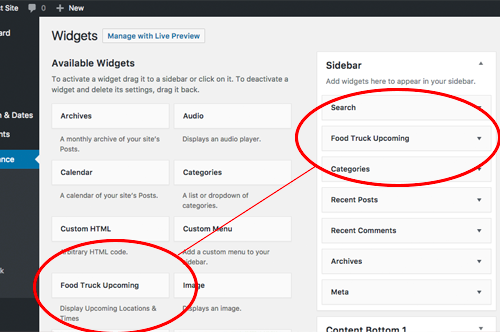 t Site 0 + New
ard
n & Dates
nts
ance
k
Widgets Manage with Live Preview
Available Widgets
To activate a widget drag it to a sidebar or click on it. To deactivate a
widget and delete its settings, drag it back.
Archives Audio
A monthly archive of your site's Displays an audio player.
Posts.
Calendar Categories
A calendar of your site's Posts. A list or dropdown of
categories.
Custom HTML Custom Menu
Arbitrary HTML code. Add a custom menu to your
sidebar.
Food Truck Upcoming Image
Display Upcoming Locations & Displays an image.
Times
Sidebar
Add widgets here to appear in your sidebar.
Search
Food Truck Upcoming
Categories
Recent Posts
Recent Comments
Archives
Meta
Content Bottom 1